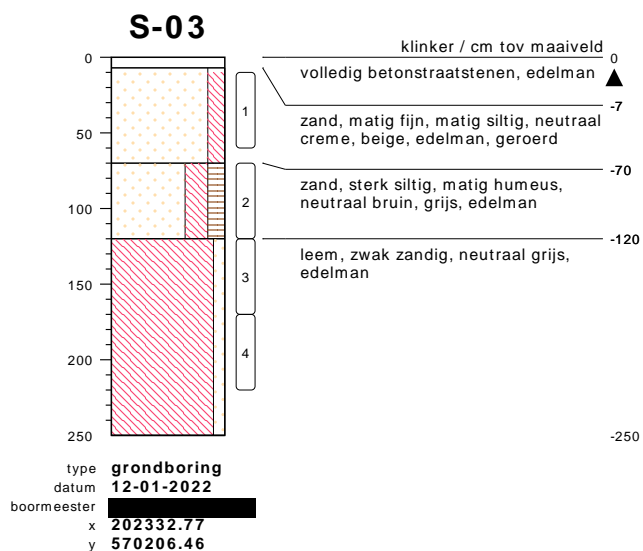 S-03
klinker / cm tov maaiveld
0
0
volledig betonstraatstenen, edelman
-7
zand, matig fijn, matig siltig, neutraal
creme, beige, edelman, geroerd
1
50
-70
zand, sterk siltig, matig humeus,
neutraal bruin, grijs, edelman
2
100
-120
leem, zwak zandig, neutraal grijs,
edelman
3
150
4
200
250
-250
type grondboring
datum 12-01-2022
boormeester
x 202332.77
y 570206.46